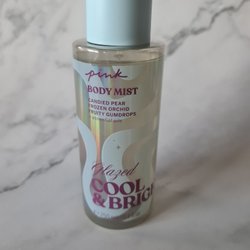 pink
BODY MIST
CANDIED PEAR
FROZEN ORCHID
FRUITY GUMDROPS
Glazed
COOL
& BRIG